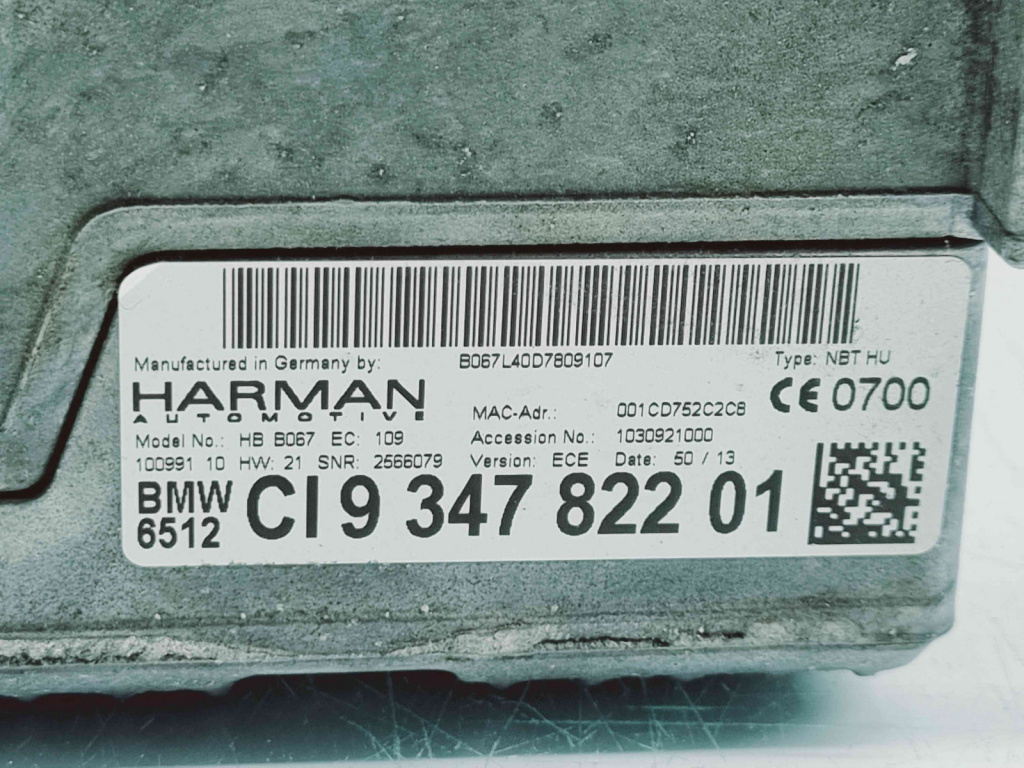 Manufactured in Germany by: B067L40D7809107 Type: NBT HU
HARMAN
AUTOMOTIVE
MAC-Adr.: 001CD752C2C8 CE 0700
Model No.: HB B067 EC: 109 Accession No.: 1030921000
100991 10 HW: 21 SNR: 2566079 Version: ECE Date: 50 / 13
BMW
6512
CI 9 347 822 01